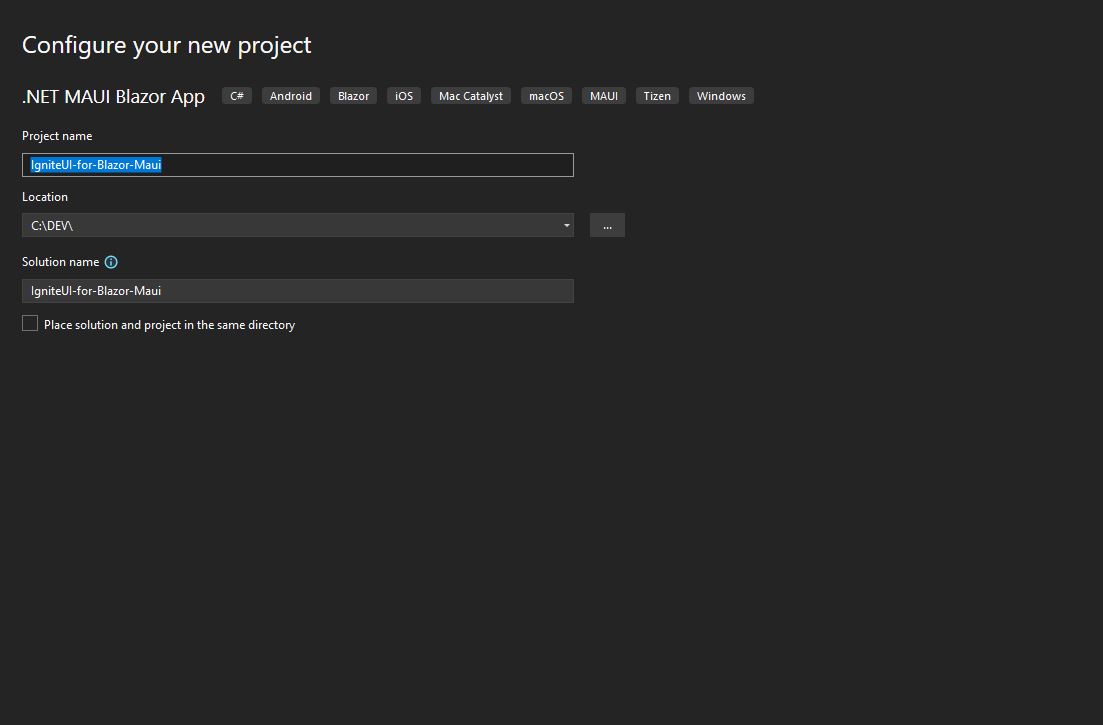 Configure your new project
.NET MAUI Blazor App C# Android Blazor iOS Mac Catalyst macOS MAUI Tizen Windows
Project name
IgniteUI-for-Blazor-Maui
Location
C:\DEV\ ...
Solution name
IgniteUI-for-Blazor-Maui
Place solution and project in the same directory